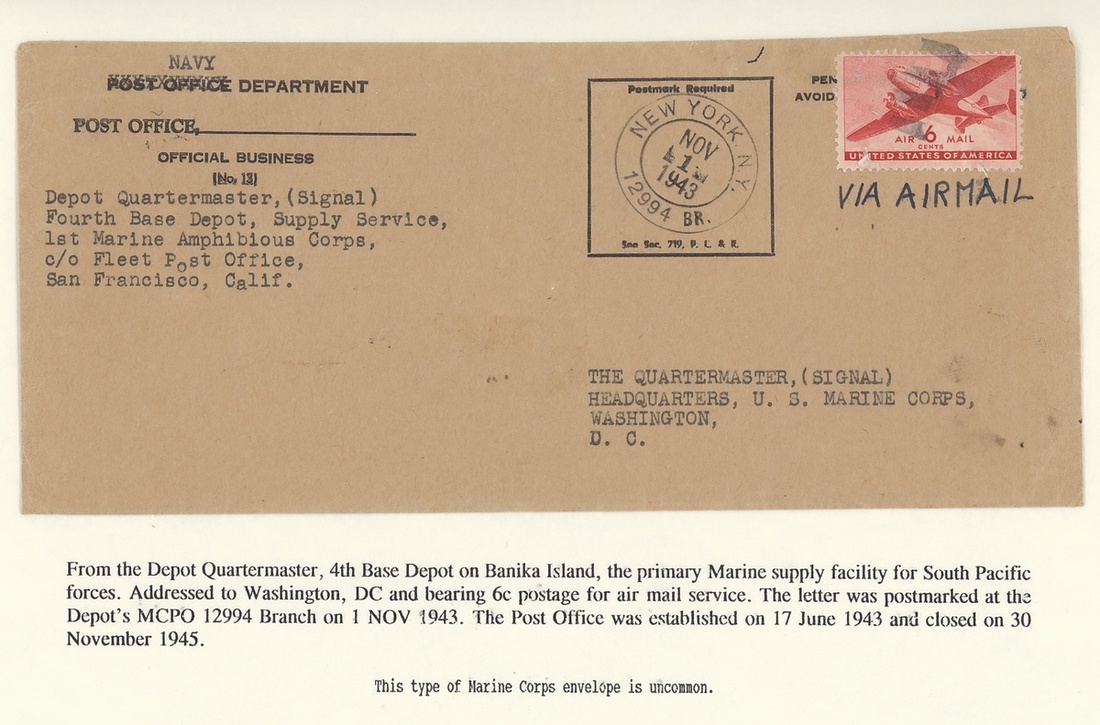 NAVY
POST OFFICE DEPARTMENT
POST OFFICE,
OFFICIAL BUSINESS
[No. 13]
Depot Quartermaster,(Signal)
Fourth Base Depot, Supply Service,
1st Marine Amphibious Corps,
c/o Fleet Post Office,
San Francisco, Calif.
Postmark Required
NEW YORK, N.Y.
NOV
1
1943
12994 BR.
See Sec. 719, P. L. & R.
PEN
AVOID
AIR 6 MAIL
CENTS
UNITED STATES OF AMERICA
VIA AIRMAIL
THE QUARTERMASTER,(SIGNAL)
HEADQUARTERS, U. S. MARINE CORPS,
WASHINGTON,
D. C.
From the Depot Quartermaster, 4th Base Depot on Banika Island, the primary Marine supply facility for South Pacific
forces. Addressed to Washington, DC and bearing 6c postage for air mail service. The letter was postmarked at the
Depot's MCPO 12994 Branch on 1 NOV 1943. The Post Office was established on 17 June 1943 and closed on 30
November 1945.
This type of Marine Corps envelope is uncommon.